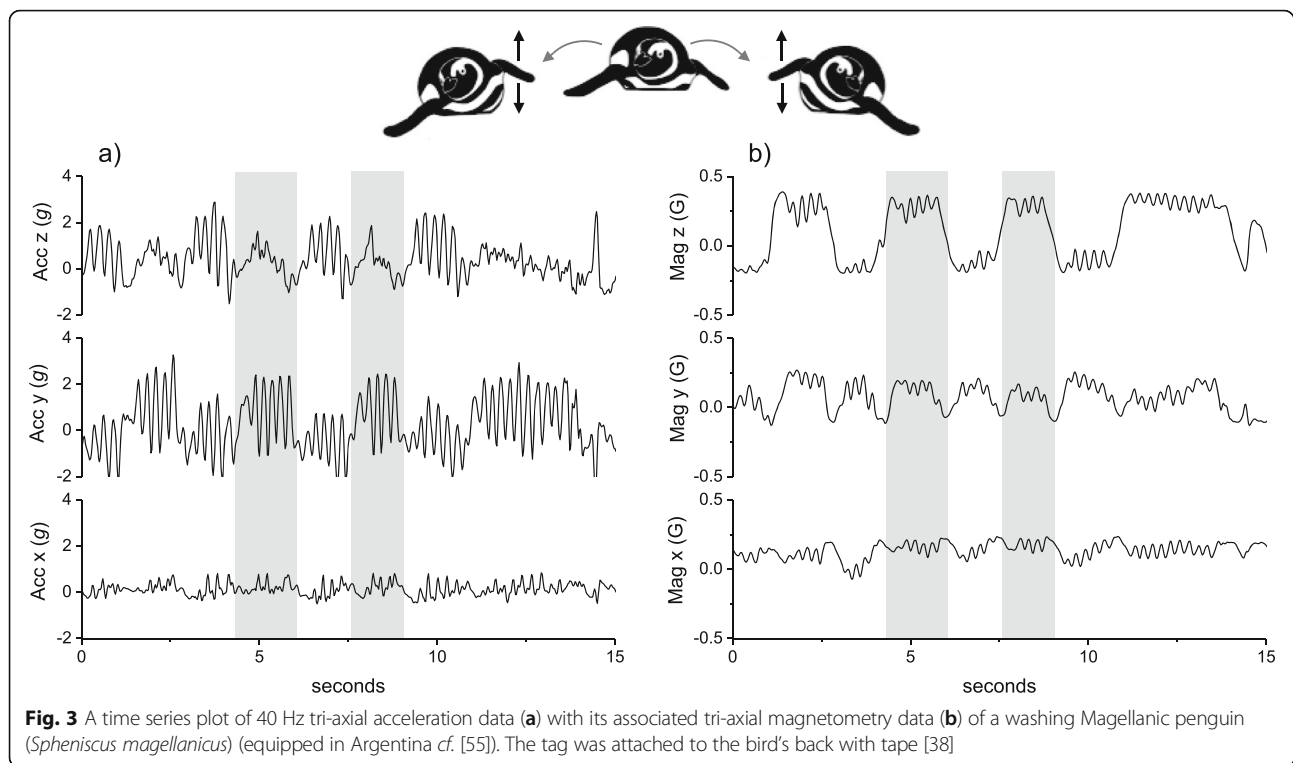 a)
b)
Acc z (g)
4
2
0
-2
Acc y (g)
4
2
0
-2
Acc x (g)
4
2
0
-2
0
5
10
15
seconds
Mag z (G)
0.5
0.0
-0.5
Mag y (G)
0.5
0.0
-0.5
Mag x (G)
0.5
0.0
-0.5
0
5
10
15
seconds
Fig. 3 A time series plot of 40 Hz tri-axial acceleration data (a) with its associated tri-axial magnetometry data (b) of a washing Magellanic penguin
(Spheniscus magellanicus) (equipped in Argentina cf. [55]). The tag was attached to the bird's back with tape [38]